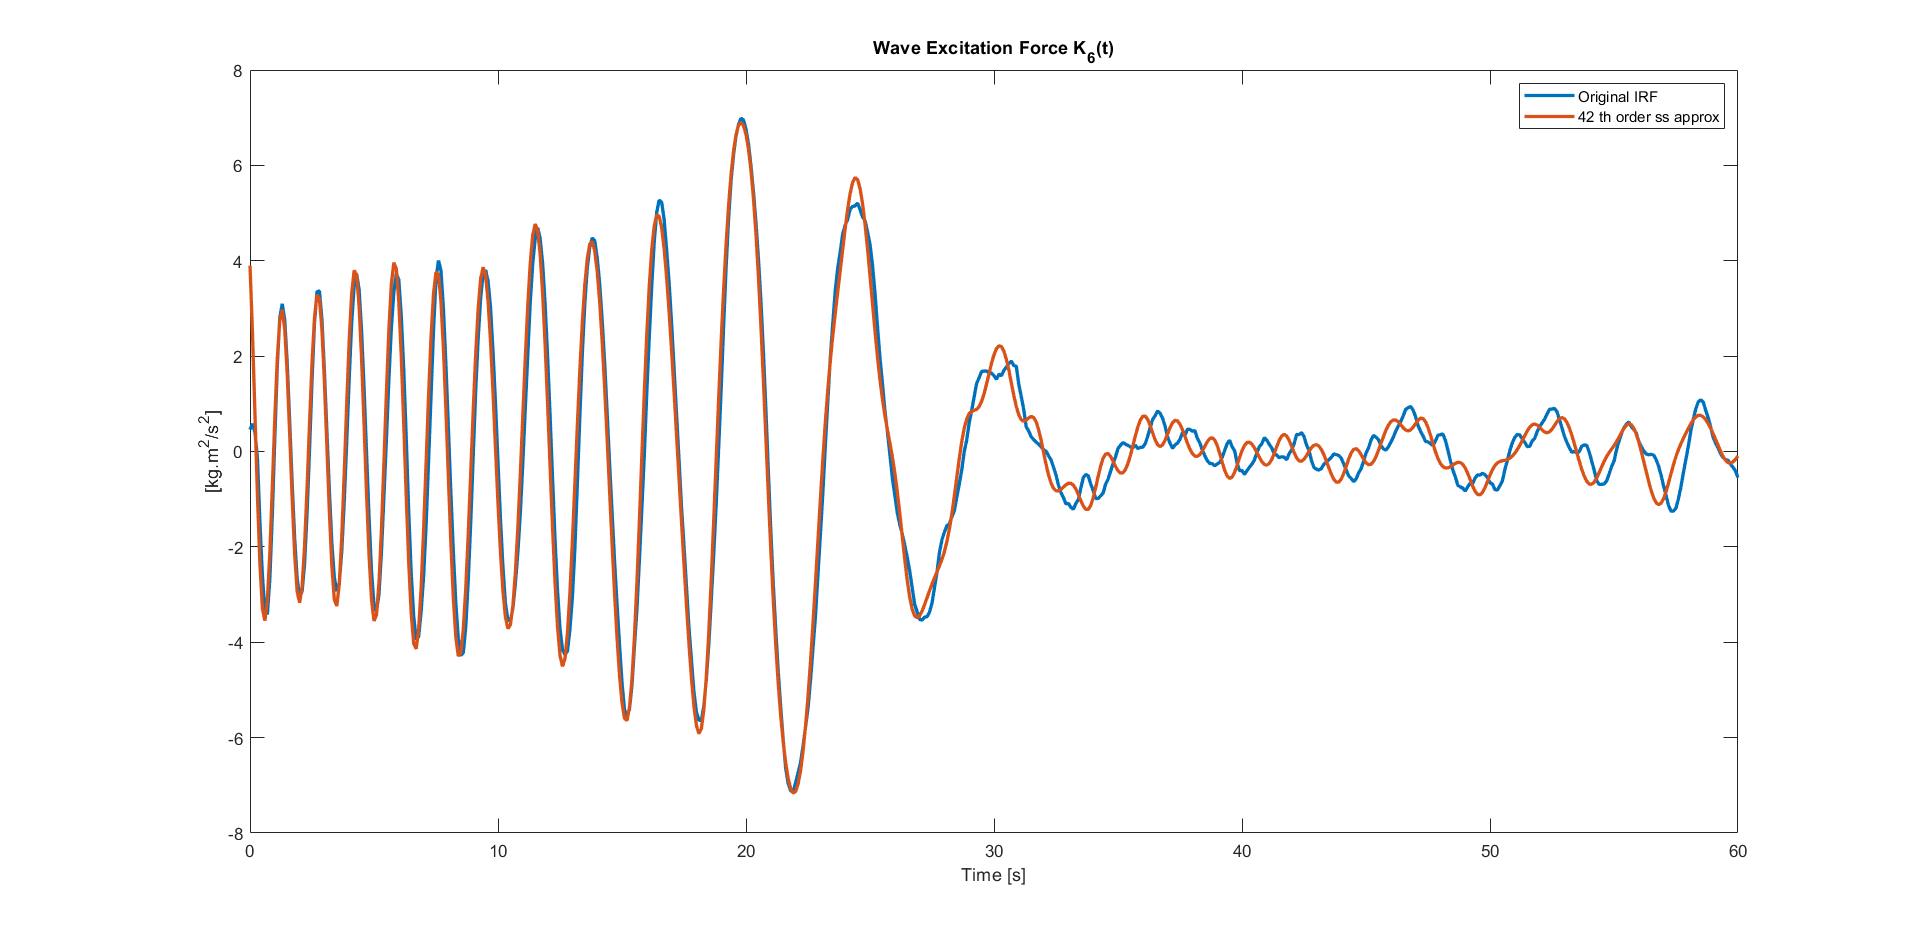 Wave Excitation Force K6(t)
Original IRF
42 th order ss approx
8
6
4
2
0
-2
-4
-6
-8
[kg.m2/s2]
0 10 20 30 40 50 60
Time [s]